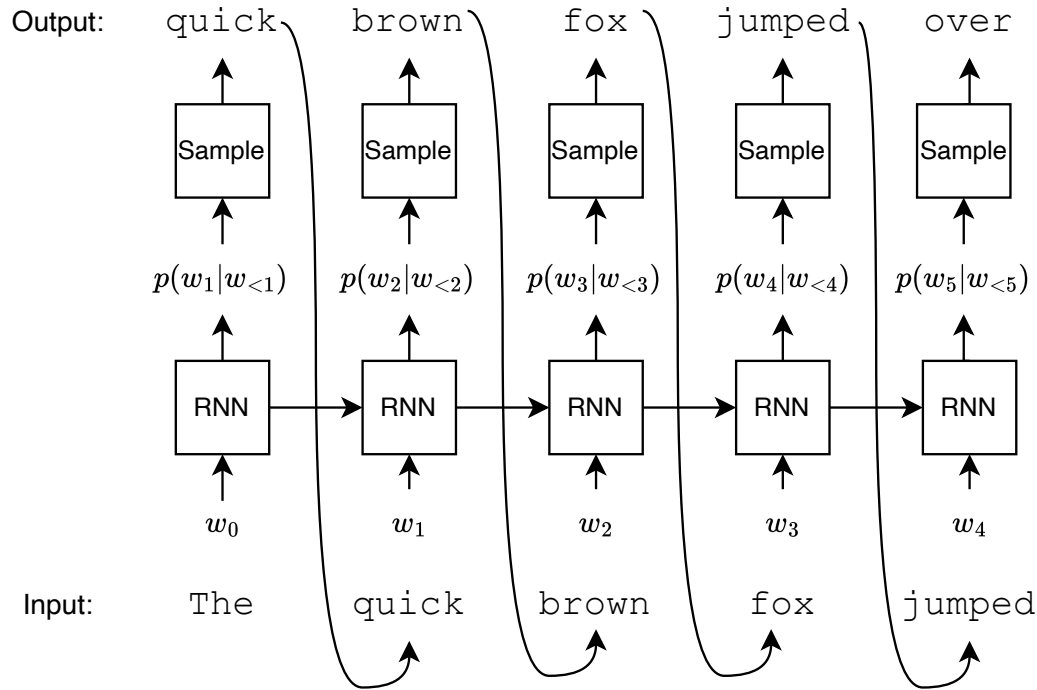 Output: quick brown fox jumped over
Sample Sample Sample Sample Sample
p(w₁|w<₁) p(w₂|w<₂) p(w₃|w<₃) p(w₄|w<₄) p(w₅|w<₅)
RNN RNN RNN RNN RNN
w₀ w₁ w₂ w₃ w₄
Input: The quick brown fox jumped